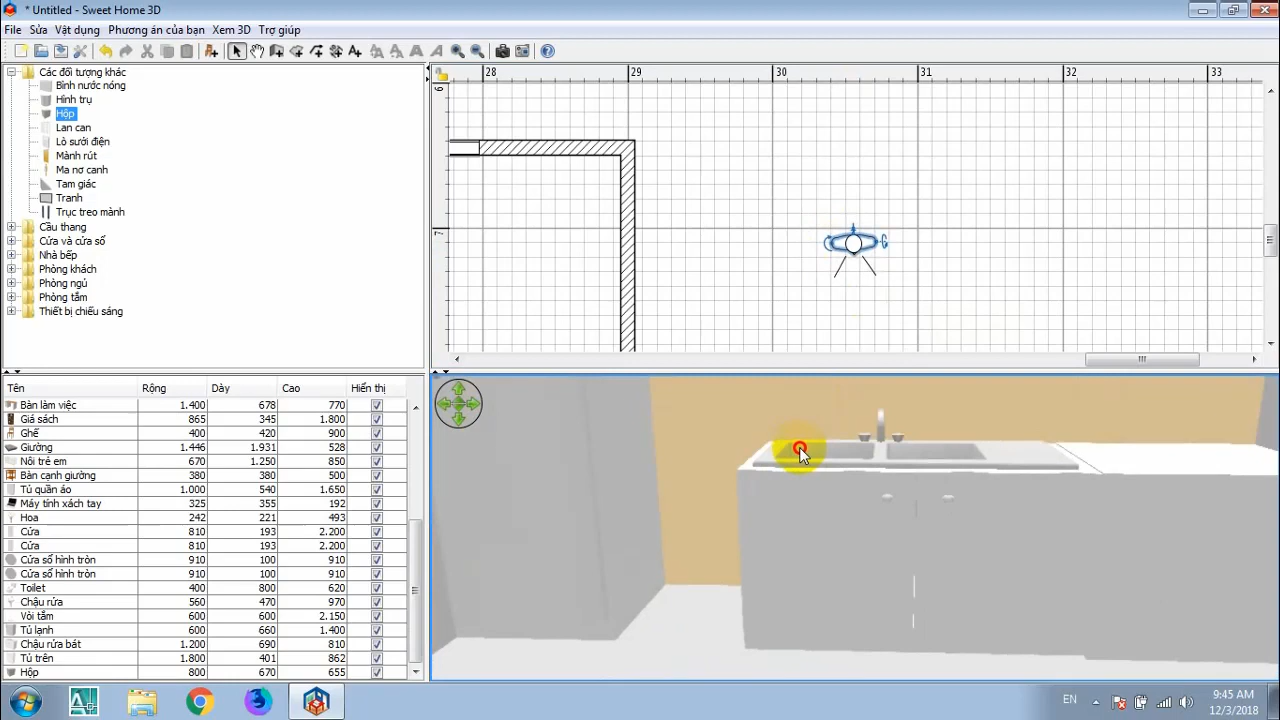 * Untitled - Sweet Home 3D
File Sửa Vật dụng Phương án của bạn Xem 3D Trợ giúp
Các đối tượng khác
Bình nước nóng
Hình trụ
Hộp
Lan can
Lò sưởi điện
Mành rút
Ma nơ canh
Tam giác
Tranh
Trục treo mành
Cầu thang
Cửa và cửa sổ
Nhà bếp
Phòng khách
Phòng ngủ
Phòng tắm
Thiết bị chiếu sáng
28 29 30 31 32 33
6
7
Tên Rộng Dày Cao Hiển thị
Bàn làm việc 1.400 678 770
Giá sách 865 345 1.800
Ghế 400 420 900
Giường 1.446 1.931 528
Nôi trẻ em 670 1.250 850
Bàn cạnh giường 380 380 500
Tủ quần áo 1.000 540 1.650
Máy tính xách tay 325 355 192
Hoa 242 221 493
Cửa 810 193 2.200
Cửa 810 193 2.200
Cửa sổ hình tròn 910 100 910
Cửa sổ hình tròn 910 100 910
Toilet 400 800 620
Chậu rửa 560 470 970
Vòi tắm 600 600 2.150
Tủ lạnh 600 660 1.400
Chậu rửa bát 1.200 690 810
Tủ trên 1.800 401 862
Hộp 800 670 655
EN
9:45 AM
12/3/2018